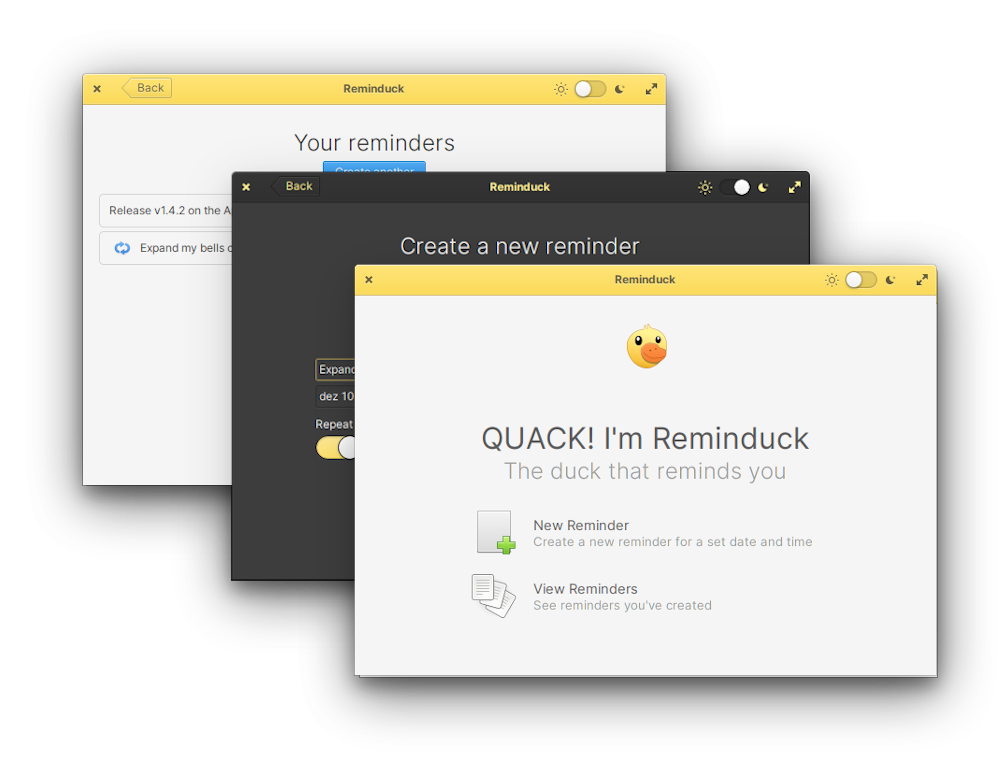 Back
Reminduck
Your reminders
Create another
Release v1.4.2 on the A
Expand my bells
Back
Reminduck
Create a new reminder
Expand
dez 10
Repeat
Reminduck
QUACK! I'm Reminduck
The duck that reminds you
New Reminder
Create a new reminder for a set date and time
View Reminders
See reminders you've created